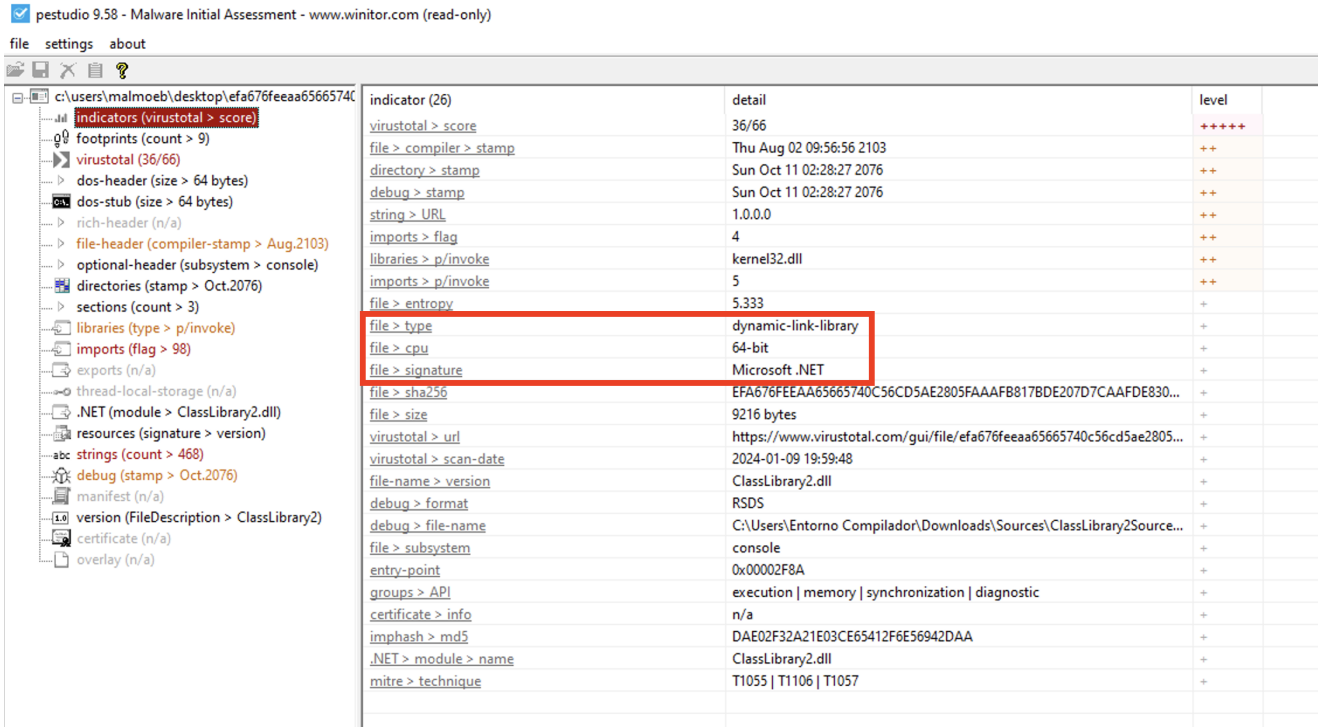 pestudio 9.58 - Malware Initial Assessment - www.winitor.com (read-only)
file settings about
c:\users\malmoeb\desktop\efa676feeaa65665740
indicators (virustotal > score)
footprints (count > 9)
virustotal (36/66)
dos-header (size > 64 bytes)
dos-stub (size > 64 bytes)
rich-header (n/a)
file-header (compiler-stamp > Aug.2103)
optional-header (subsystem > console)
directories (stamp > Oct.2076)
sections (count > 3)
libraries (type > p/invoke)
imports (flag > 98)
exports (n/a)
thread-local-storage (n/a)
.NET (module > ClassLibrary2.dll)
resources (signature > version)
abc strings (count > 468)
debug (stamp > Oct.2076)
manifest (n/a)
1.0 version (FileDescription > ClassLibrary2)
certificate (n/a)
overlay (n/a)
indicator (26) detail level
virustotal > score 36/66 +++++
file > compiler > stamp Thu Aug 02 09:56:56 2103 ++
directory > stamp Sun Oct 11 02:28:27 2076 ++
debug > stamp Sun Oct 11 02:28:27 2076 ++
string > URL 1.0.0.0 ++
imports > flag 4 ++
libraries > p/invoke kernel32.dll ++
imports > p/invoke 5 ++
file > entropy 5.333 +
file > type dynamic-link-library +
file > cpu 64-bit +
file > signature Microsoft .NET +
file > sha256 EFA676FEEAA65665740C56CD5AE2805FAAAFB817BDE207D7CAAFDE830... +
file > size 9216 bytes +
virustotal > url https://www.virustotal.com/gui/file/efa676feeaa65665740c56cd5ae2805... +
virustotal > scan-date 2024-01-09 19:59:48 +
file-name > version ClassLibrary2.dll +
debug > format RSDS +
debug > file-name C:\Users\Entorno Compilador\Downloads\Sources\ClassLibrary2Source... +
file > subsystem console +
entry-point 0x00002F8A +
groups > API execution | memory | synchronization | diagnostic +
certificate > info n/a +
imphash > md5 DAE02F32A21E03CE65412F6E56942DAA +
.NET > module > name ClassLibrary2.dll +
mitre > technique T1055 | T1106 | T1057 +